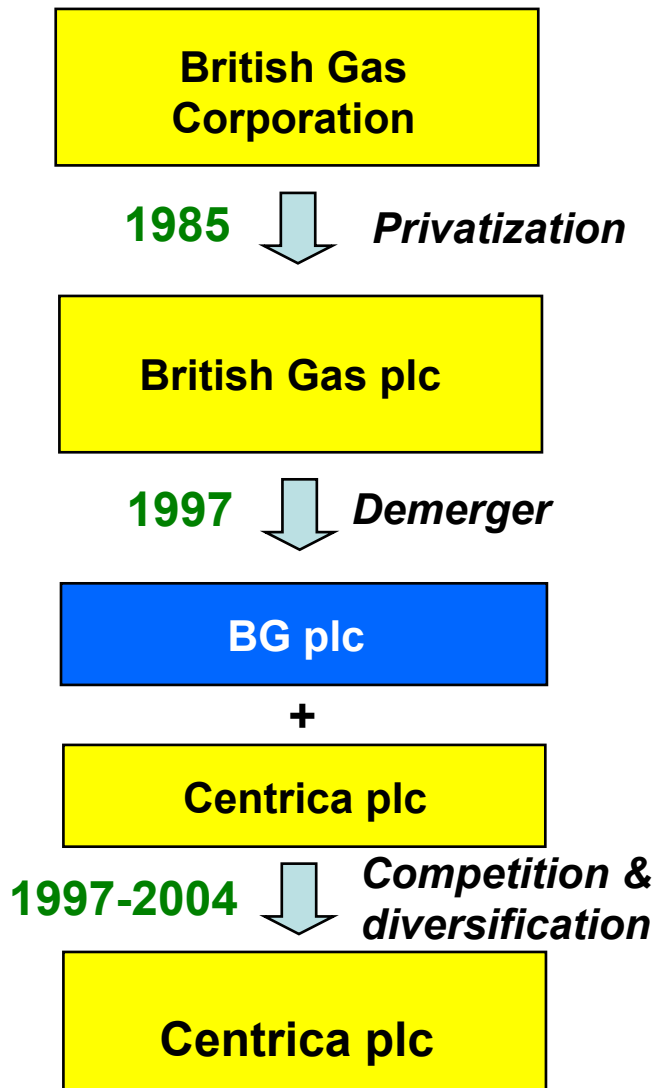 British Gas
Corporation
1985 Privatization
British Gas plc
1997 Demerger
BG plc
+
Centrica plc
1997-2004 Competition &
diversification
Centrica plc